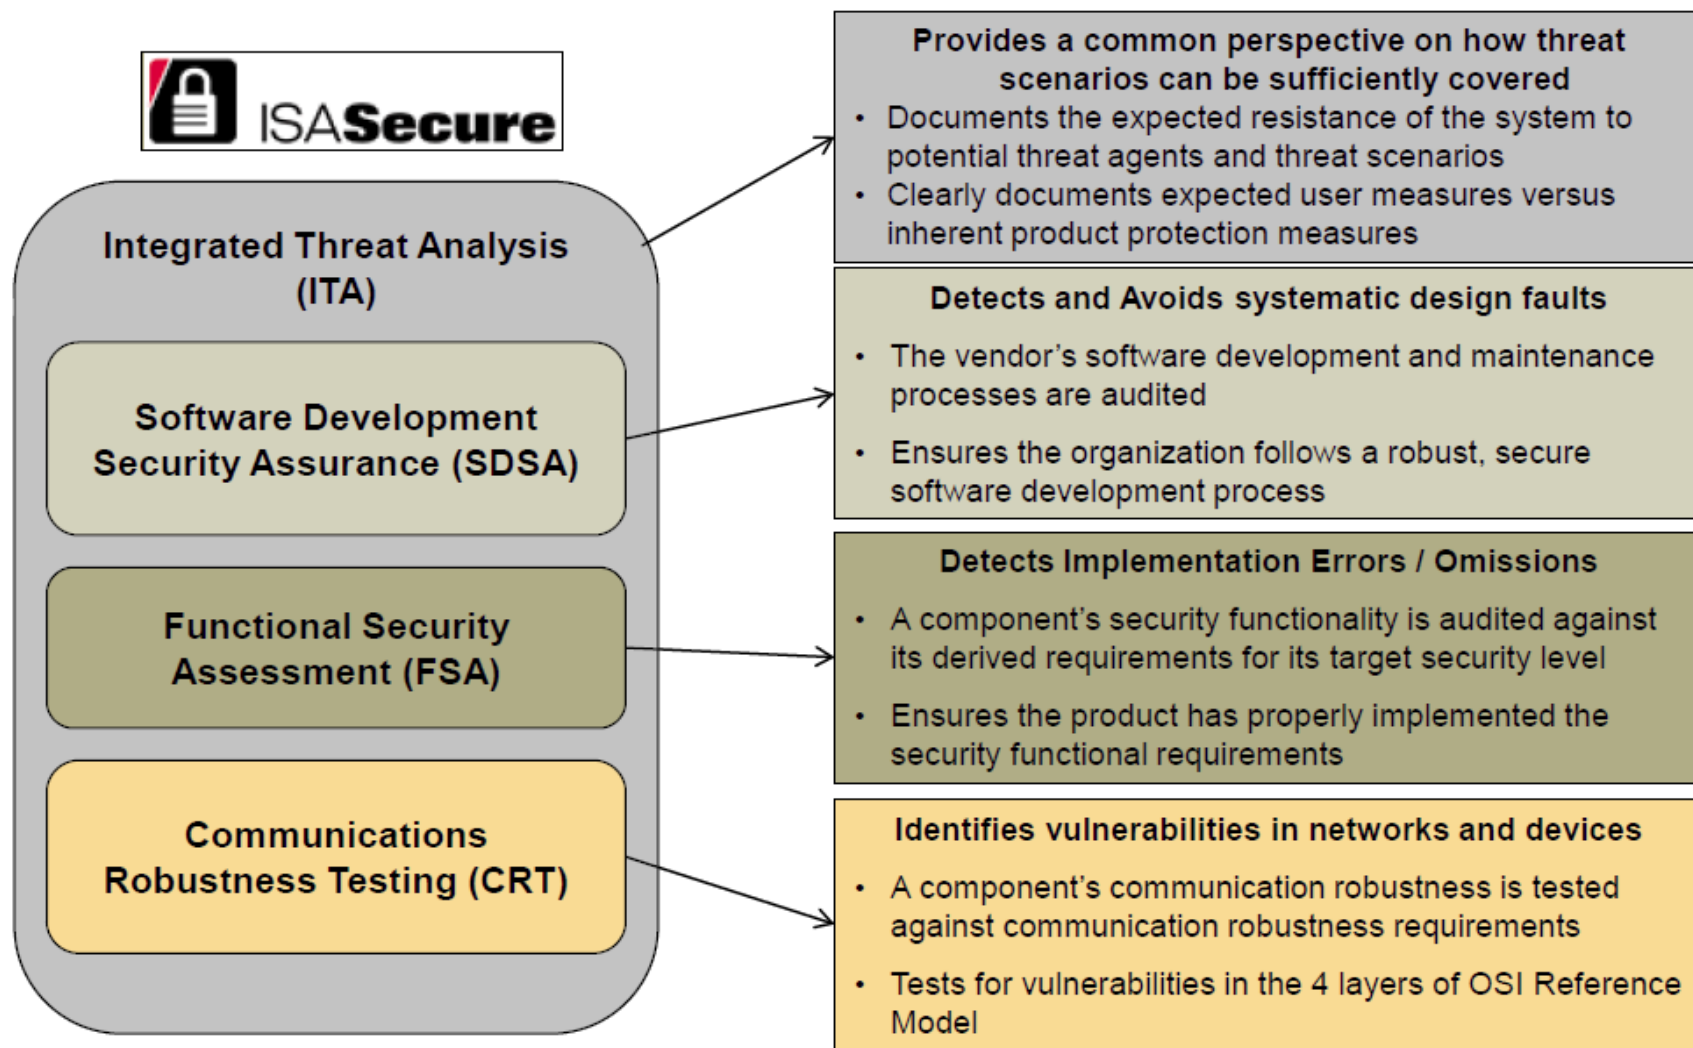 ISASecure
Integrated Threat Analysis
(ITA)
Software Development
Security Assurance (SDSA)
Functional Security
Assessment (FSA)
Communications
Robustness Testing (CRT)
Provides a common perspective on how threat
scenarios can be sufficiently covered
• Documents the expected resistance of the system to
potential threat agents and threat scenarios
• Clearly documents expected user measures versus
inherent product protection measures
Detects and Avoids systematic design faults
• The vendor's software development and maintenance
processes are audited
• Ensures the organization follows a robust, secure
software development process
Detects Implementation Errors / Omissions
• A component's security functionality is audited against
its derived requirements for its target security level
• Ensures the product has properly implemented the
security functional requirements
Identifies vulnerabilities in networks and devices
• A component's communication robustness is tested
against communication robustness requirements
• Tests for vulnerabilities in the 4 layers of OSI Reference
Model